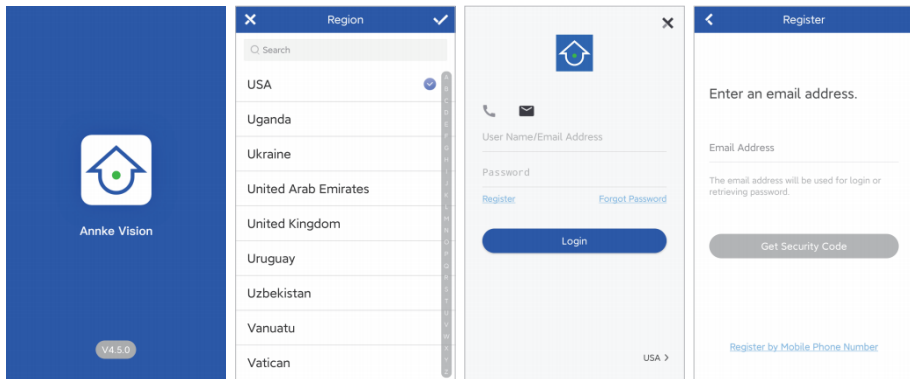 Annke Vision
V4.5.0
Region
Search
USA
Uganda
Ukraine
United Arab Emirates
United Kingdom
Uruguay
Uzbekistan
Vanuatu
Vatican
User Name/Email Address
Password
Register
Forgot Password
Login
USA >
Register
Enter an email address.
Email Address
The email address will be used for login or
retrieving password.
Get Security Code
Register by Mobile Phone Number